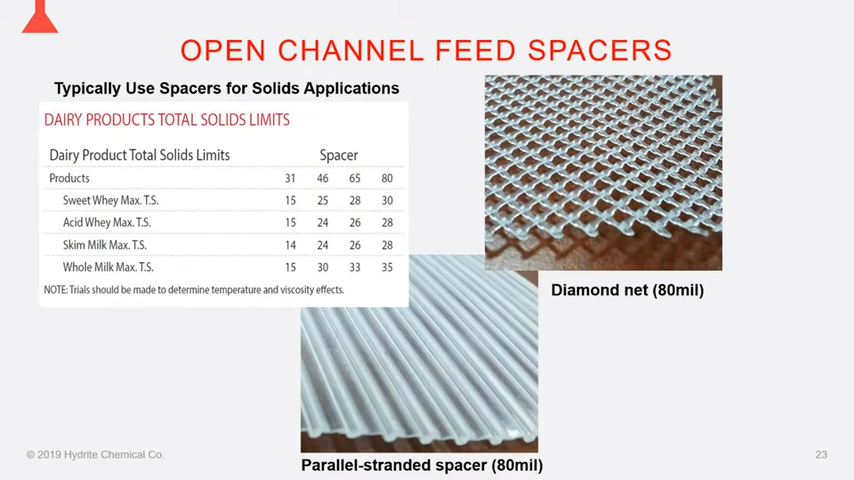 OPEN CHANNEL FEED SPACERS
Typically Use Spacers for Solids Applications
DAIRY PRODUCTS TOTAL SOLIDS LIMITS
Dairy Product Total Solids Limits Spacer
Products 31 46 65 80
Sweet Whey Max. T.S. 15 25 28 30
Acid Whey Max. T.S. 15 24 26 28
Skim Milk Max. T.S. 14 24 26 28
Whole Milk Max. T.S. 15 30 33 35
NOTE: Trials should be made to determine temperature and viscosity effects.
Diamond net (80mil)
Parallel-stranded spacer (80mil)
© 2019 Hydrite Chemical Co.
23